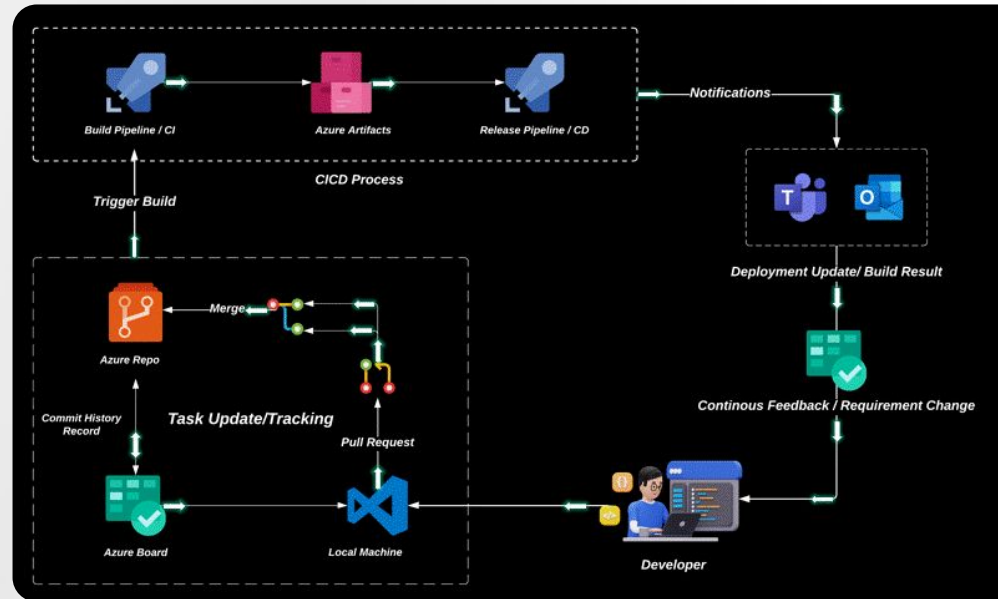 Build Pipeline / CI
Azure Artifacts
Release Pipeline / CD
Notifications
CICD Process
Trigger Build
T
O
Deployment Update/ Build Result
Merge
Azure Repo
Continous Feedback / Requirement Change
Commit History
Record
Task Update/Tracking
Pull Request
{}
</>
Azure Board
Local Machine
Developer